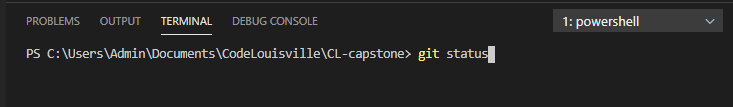 PROBLEMS OUTPUT TERMINAL DEBUG CONSOLE 1: powershell
PS C:\Users\Admin\Documents\CodeLouisville\CL-capstone> git status